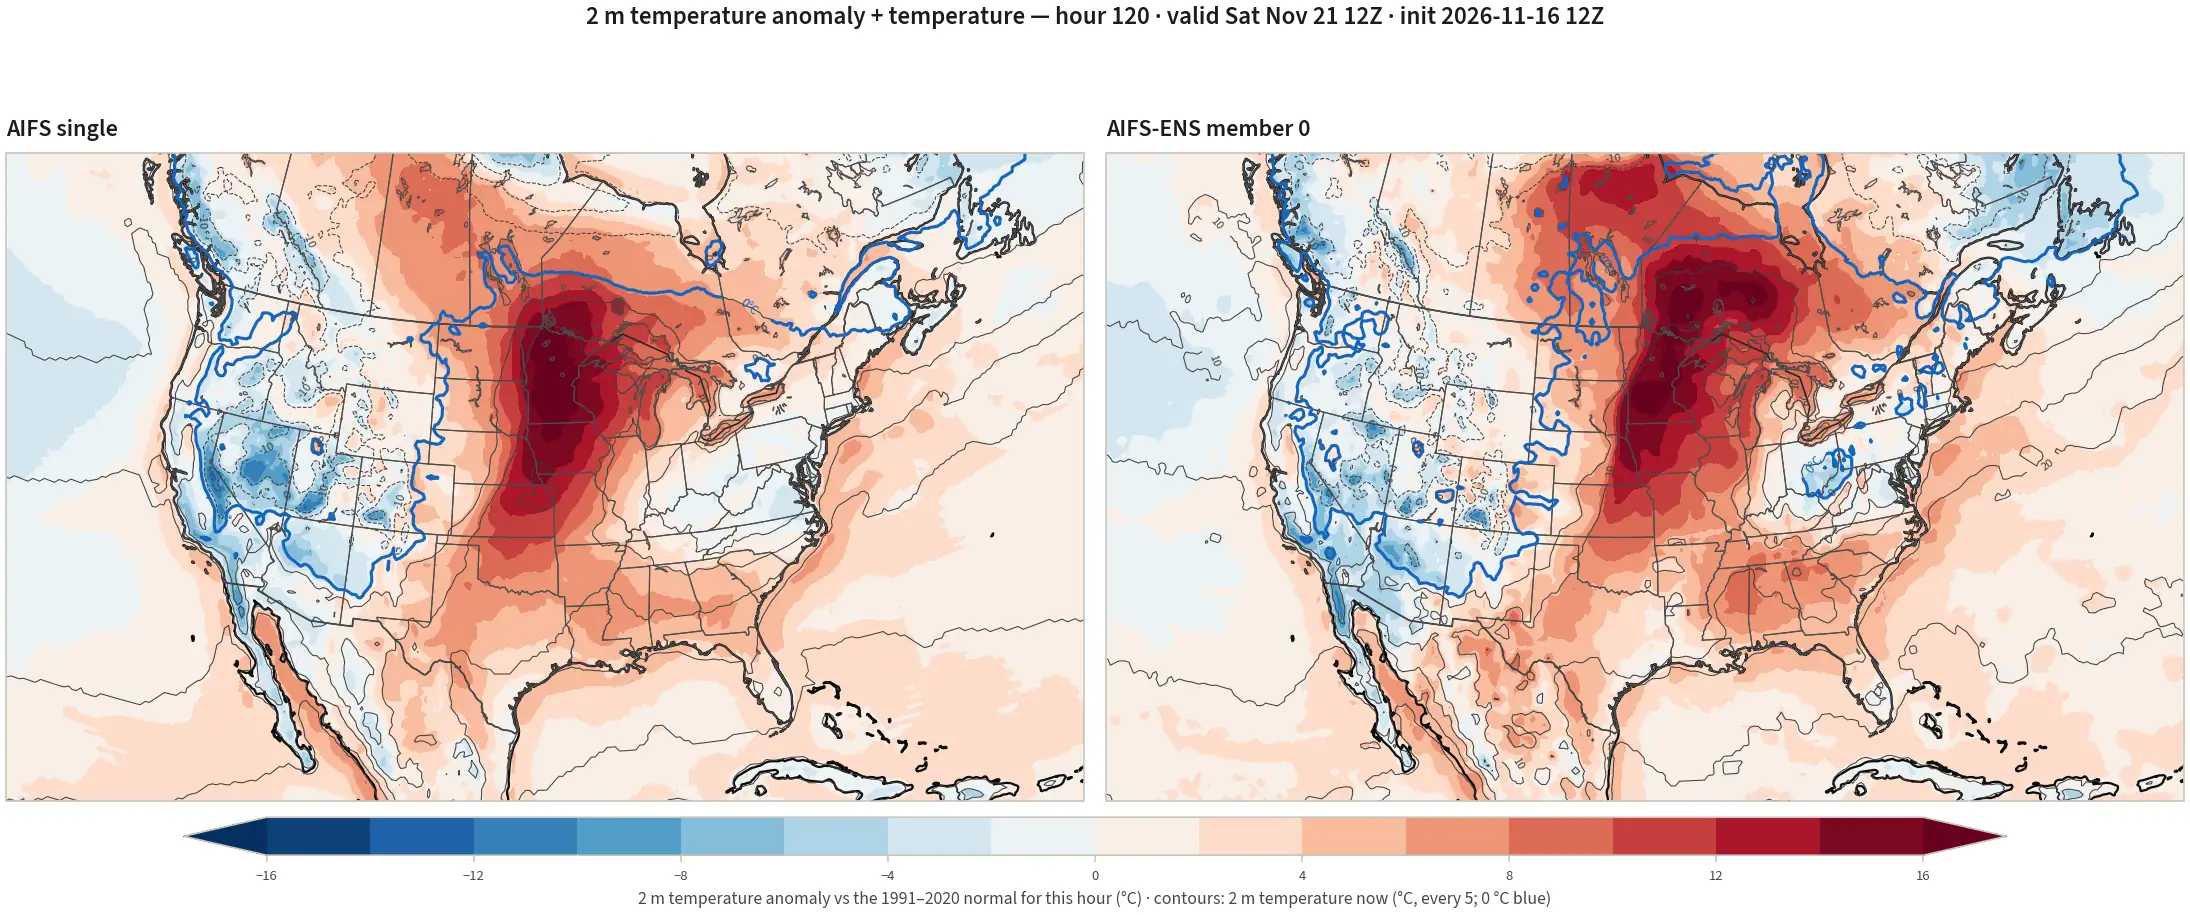 2 m temperature anomaly + temperature — hour 120 · valid Sat Nov 21 12Z · init 2026-11-16 12Z
AIFS single
AIFS-ENS member 0
−16 −12 −8 −4 0 4 8 12 16
2 m temperature anomaly vs the 1991–2020 normal for this hour (°C) · contours: 2 m temperature now (°C, every 5; 0 °C blue)